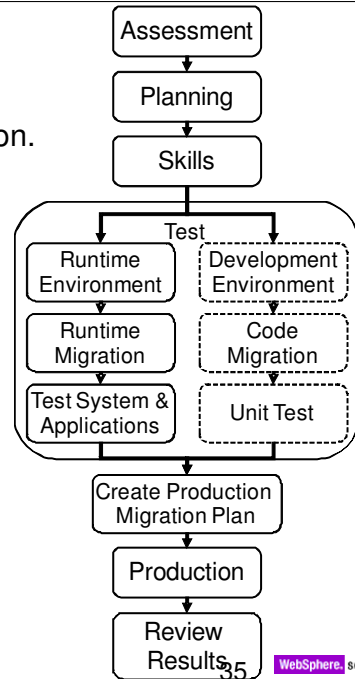 Assessment
Planning
on.
Skills
Test
Runtime
Environment
Development
Environment
Runtime
Migration
Code
Migration
Test System &
Applications
Unit Test
Create Production
Migration Plan
Production
Review
Results
35
WebSphere. s